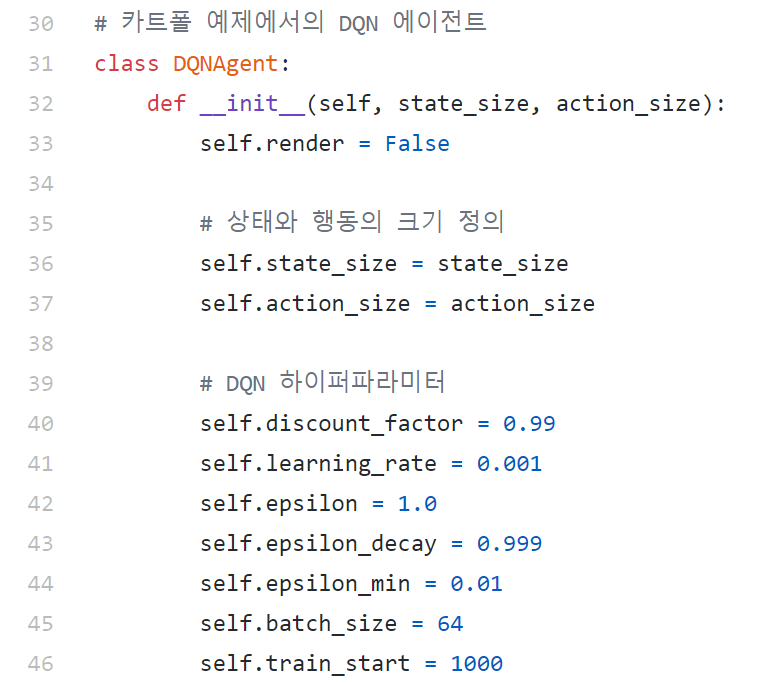 30 # 카트폴 예제에서의 DQN 에이전트
31 class DQNAgent:
32     def __init__(self, state_size, action_size):
33         self.render = False
34
35         # 상태와 행동의 크기 정의
36         self.state_size = state_size
37         self.action_size = action_size
38
39         # DQN 하이퍼파라미터
40         self.discount_factor = 0.99
41         self.learning_rate = 0.001
42         self.epsilon = 1.0
43         self.epsilon_decay = 0.999
44         self.epsilon_min = 0.01
45         self.batch_size = 64
46         self.train_start = 1000